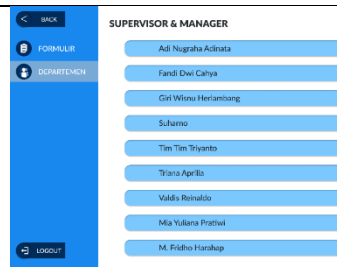 BACK
SUPERVISOR & MANAGER
FORMULIR
DEPARTEMEN
Adi Nugraha Adinata
Fandi Dwi Cahya
Giri Wisnu Herlambang
Suharno
Tim Tim Triyanto
Triana Aprilia
Valdis Reinaldo
Mia Yuliana Pratiwi
M. Fridho Harahap
LOGOUT